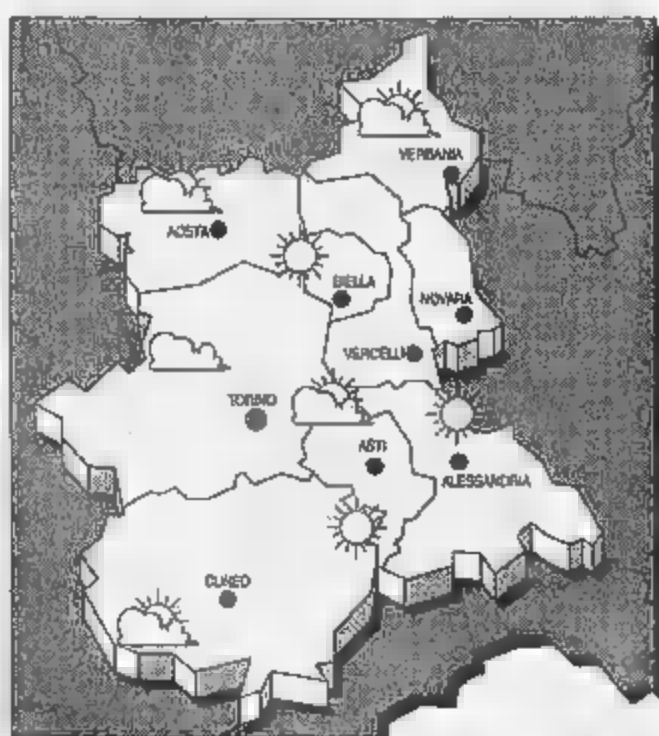 VERBANIA
AOSTA
BIELLA
NOVARA
VERCELLI
TORINO
ASTI
ALESSANDRIA
CUNEO